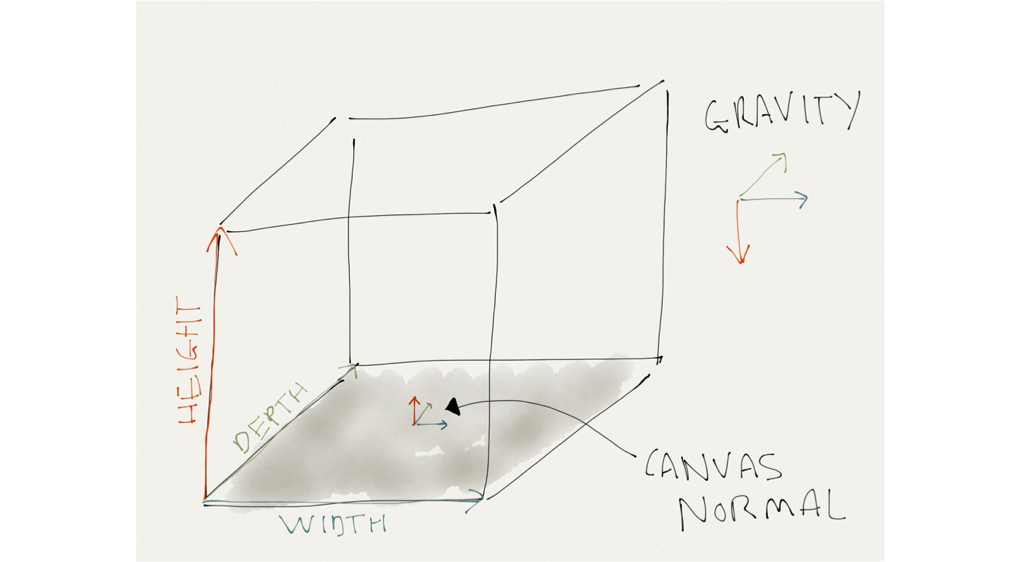 GRAVITY
HEIGHT
DEPTH
WIDTH
CANVAS
NORMAL